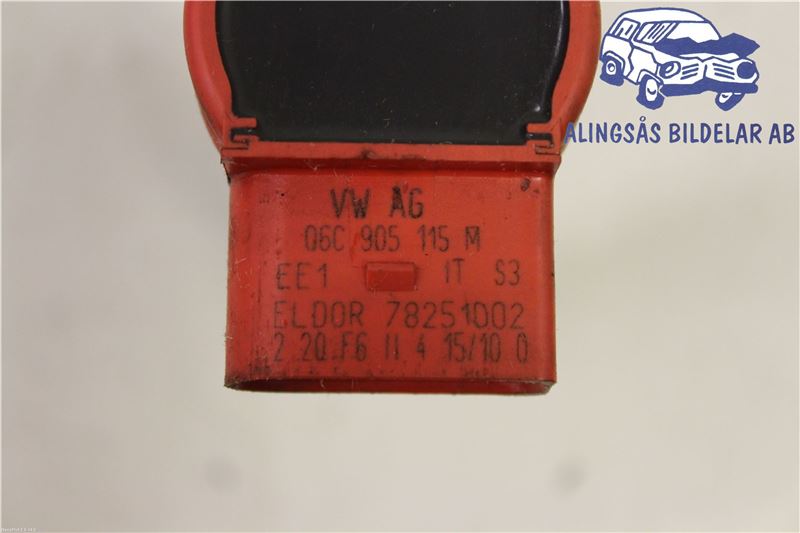 ALINGSÅS BILDELAR AB
VW AG
06C 905 115 M
EE1 IT S3
ELDOR 78251002
2 20 F6 11 4 15/10 0